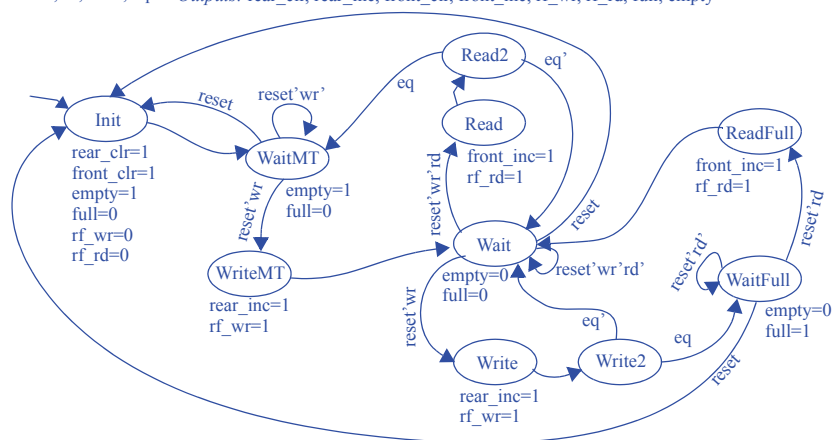 Read2
eq
eq’
reset
reset’wr’
Init
Read
ReadFull
WaitMT
rear_clr=1
front_clr=1
empty=1
full=0
rf_wr=0
rf_rd=0
front_inc=1
rf_rd=1
front_inc=1
rf_rd=1
empty=1
full=0
reset’wr
reset’wr’rd
reset
reset’rd
Wait
WriteMT
empty=0
full=0
reset’wr’rd’
reset’rd’
WaitFull
rear_inc=1
rf_wr=1
empty=0
full=1
reset’wr
eq’
eq
Write
Write2
reset
rear_inc=1
rf_wr=1